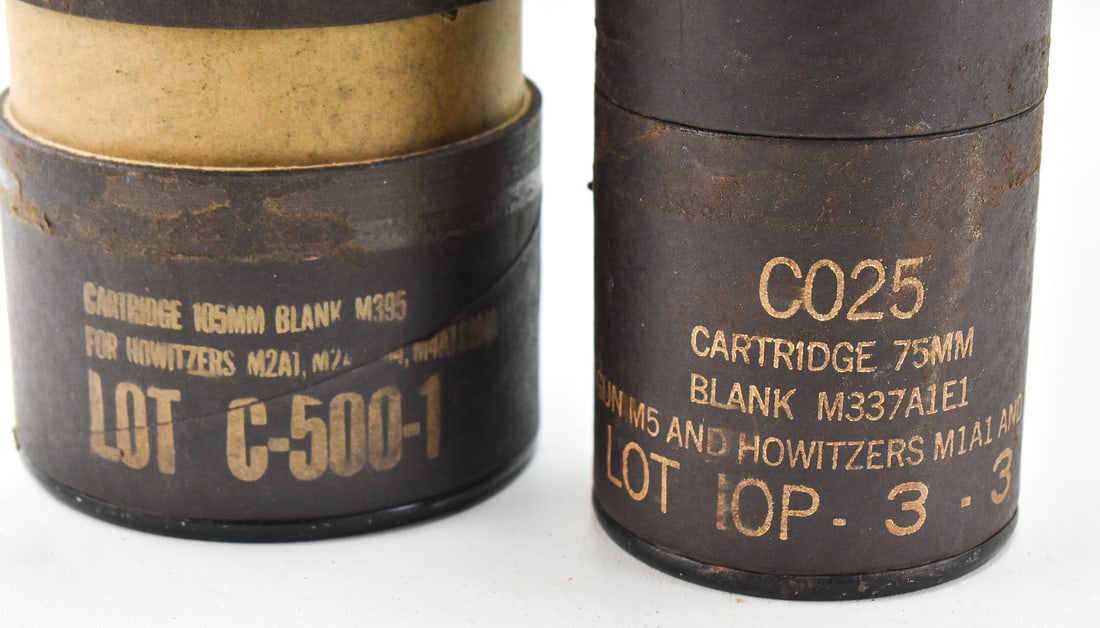 CARTRIDGE 105MM BLANK M395
FOR HOWITZERS M2A1,
LOT C-500-1
C025
CARTRIDGE 75MM
BLANK M337A1E1
GUN M5 AND HOWITZERS M1A1 AND
LOT IOP - 3 - 3